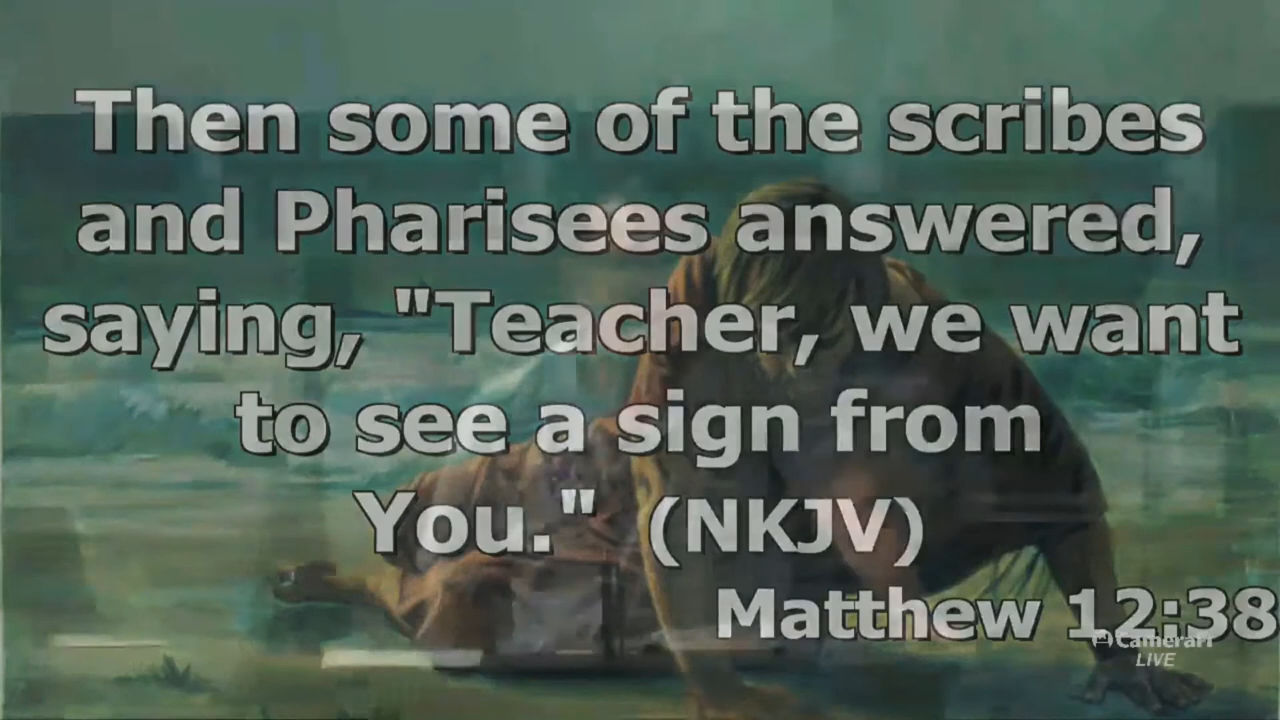 Then some of the scribes
and Pharisees answered,
saying, "Teacher, we want
to see a sign from
You." (NKJV)
Matthew 12:38
Camerari
LIVE